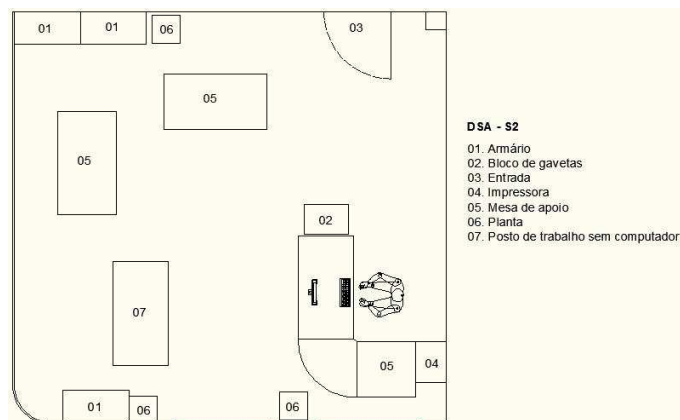 01
01
06
03
05
05
02
07
05
04
01
06
06
DSA - S2
01. Armário
02. Bloco de gavetas
03. Entrada
04. Impressora
05. Mesa de apoio
06. Planta
07. Posto de trabalho sem computador